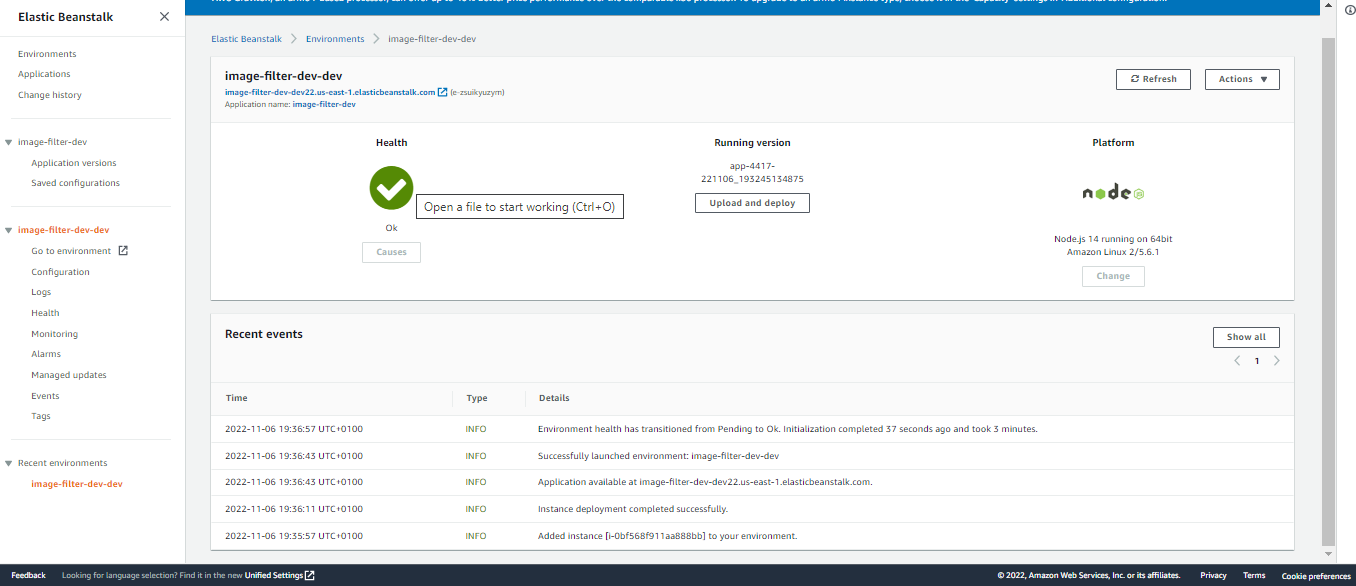 Elastic Beanstalk
Environments
Applications
Change history
image-filter-dev
Application versions
Saved configurations
image-filter-dev-dev
Go to environment
Configuration
Logs
Health
Monitoring
Alarms
Managed updates
Events
Tags
Recent environments
image-filter-dev-dev
Elastic Beanstalk > Environments > image-filter-dev-dev
image-filter-dev-dev
Refresh
Actions
image-filter-dev-dev22.us-east-1.elasticbeanstalk.com (e-zsuikyuzym)
Application name: image-filter-dev
Health
Ok
Causes
Open a file to start working (Ctrl+O)
Running version
app-4417-
221106_193245134875
Upload and deploy
Platform
node JS
Node.js 14 running on 64bit
Amazon Linux 2/5.6.1
Change
Recent events
Show all
1
Time Type Details
2022-11-06 19:36:57 UTC+0100 INFO Environment health has transitioned from Pending to Ok. Initialization completed 37 seconds ago and took 3 minutes.
2022-11-06 19:36:43 UTC+0100 INFO Successfully launched environment: image-filter-dev-dev
2022-11-06 19:36:43 UTC+0100 INFO Application available at image-filter-dev-dev22.us-east-1.elasticbeanstalk.com.
2022-11-06 19:36:11 UTC+0100 INFO Instance deployment completed successfully.
2022-11-06 19:35:57 UTC+0100 INFO Added instance [i-0bf568f911aa888bb] to your environment.
Feedback Looking for language selection? Find it in the new Unified Settings
© 2022, Amazon Web Services, Inc. or its affiliates. Privacy Terms Cookie preferences